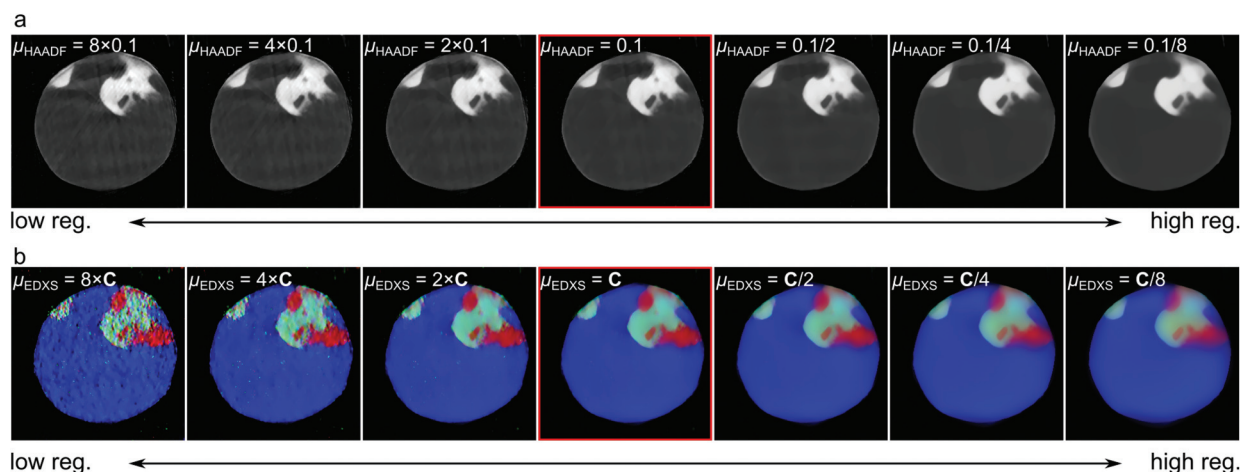 a
μHAADF = 8×0.1 μHAADF = 4×0.1 μHAADF = 2×0.1 μHAADF = 0.1 μHAADF = 0.1/2 μHAADF = 0.1/4 μHAADF = 0.1/8
low reg. high reg.
b
μEDXS = 8×C μEDXS = 4×C μEDXS = 2×C μEDXS = C μEDXS = C/2 μEDXS = C/4 μEDXS = C/8
low reg. high reg.